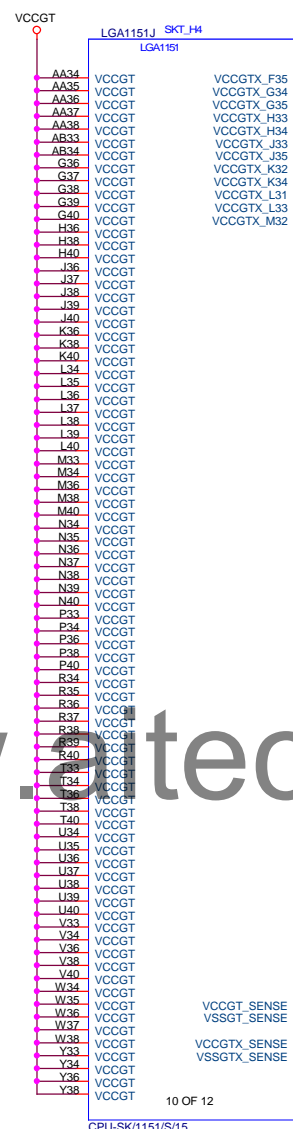 VCCGT
LGA1151J SKT_H4
LGA1151
AA34 VCCGT VCCGTX_F35
AA35 VCCGT VCCGTX_G34
AA36 VCCGT VCCGTX_G35
AA37 VCCGT VCCGTX_H33
AA38 VCCGT VCCGTX_H34
AB33 VCCGT VCCGTX_J33
AB34 VCCGT VCCGTX_J35
G36 VCCGT VCCGTX_K32
G37 VCCGT VCCGTX_K34
G38 VCCGT VCCGTX_L31
G39 VCCGT VCCGTX_L33
G40 VCCGT VCCGTX_M32
H36 VCCGT
H38 VCCGT
H40 VCCGT
J36 VCCGT
J37 VCCGT
J38 VCCGT
J39 VCCGT
J40 VCCGT
K36 VCCGT
K38 VCCGT
K40 VCCGT
L34 VCCGT
L35 VCCGT
L36 VCCGT
L37 VCCGT
L38 VCCGT
L39 VCCGT
L40 VCCGT
M33 VCCGT
M34 VCCGT
M36 VCCGT
M38 VCCGT
M40 VCCGT
N34 VCCGT
N35 VCCGT
N36 VCCGT
N37 VCCGT
N38 VCCGT
N39 VCCGT
N40 VCCGT
P33 VCCGT
P34 VCCGT
P36 VCCGT
P38 VCCGT
P40 VCCGT
R34 VCCGT
R35 VCCGT
R36 VCCGT
R37 VCCGT
R38 VCCGT
R39 VCCGT
R40 VCCGT
T33 VCCGT
T34 VCCGT
T36 VCCGT
T38 VCCGT
T40 VCCGT
U34 VCCGT
U35 VCCGT
U36 VCCGT
U37 VCCGT
U38 VCCGT
U39 VCCGT
U40 VCCGT
V33 VCCGT
V34 VCCGT
V36 VCCGT
V38 VCCGT
V40 VCCGT
W34 VCCGT
W35 VCCGT VCCGT_SENSE
W36 VCCGT VSSGT_SENSE
W37 VCCGT
W38 VCCGT VCCGTX_SENSE
Y33 VCCGT VSSGTX_SENSE
Y34 VCCGT
Y36 VCCGT
Y38 VCCGT 10 OF 12
CPU-SK/1151/S/15
.aitec